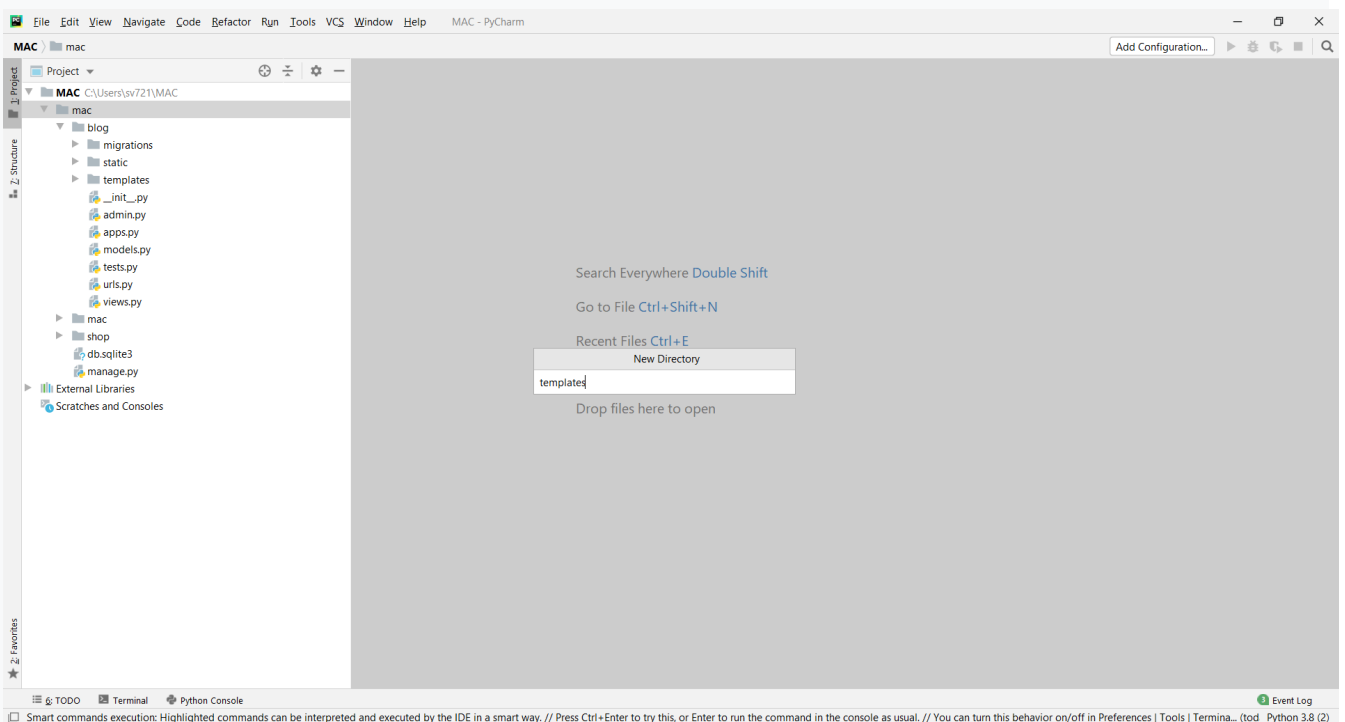 File Edit View Navigate Code Refactor Run Tools VCS Window Help MAC - PyCharm
MAC mac Add Configuration...
1: Project
Project
MAC C:\Users\sv721\MAC
mac
blog
migrations
static
templates
__init__.py
admin.py
apps.py
models.py
tests.py
urls.py
views.py
mac
shop
db.sqlite3
manage.py
External Libraries
Scratches and Consoles
7: Structure
2: Favorites
Search Everywhere Double Shift
Go to File Ctrl+Shift+N
Recent Files Ctrl+E
New Directory
templates
Drop files here to open
6: TODO Terminal Python Console 3 Event Log
Smart commands execution: Highlighted commands can be interpreted and executed by the IDE in a smart way. // Press Ctrl+Enter to try this, or Enter to run the command in the console as usual. // You can turn this behavior on/off in Preferences | Tools | Termina... (tod Python 3.8 (2)